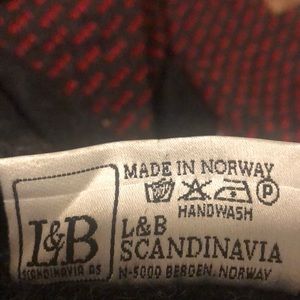 MADE IN NORWAY
P
HANDWASH
L&B
SCANDINAVIA AS
L&B
SCANDINAVIA
N-5000 BERGEN, NORWAY